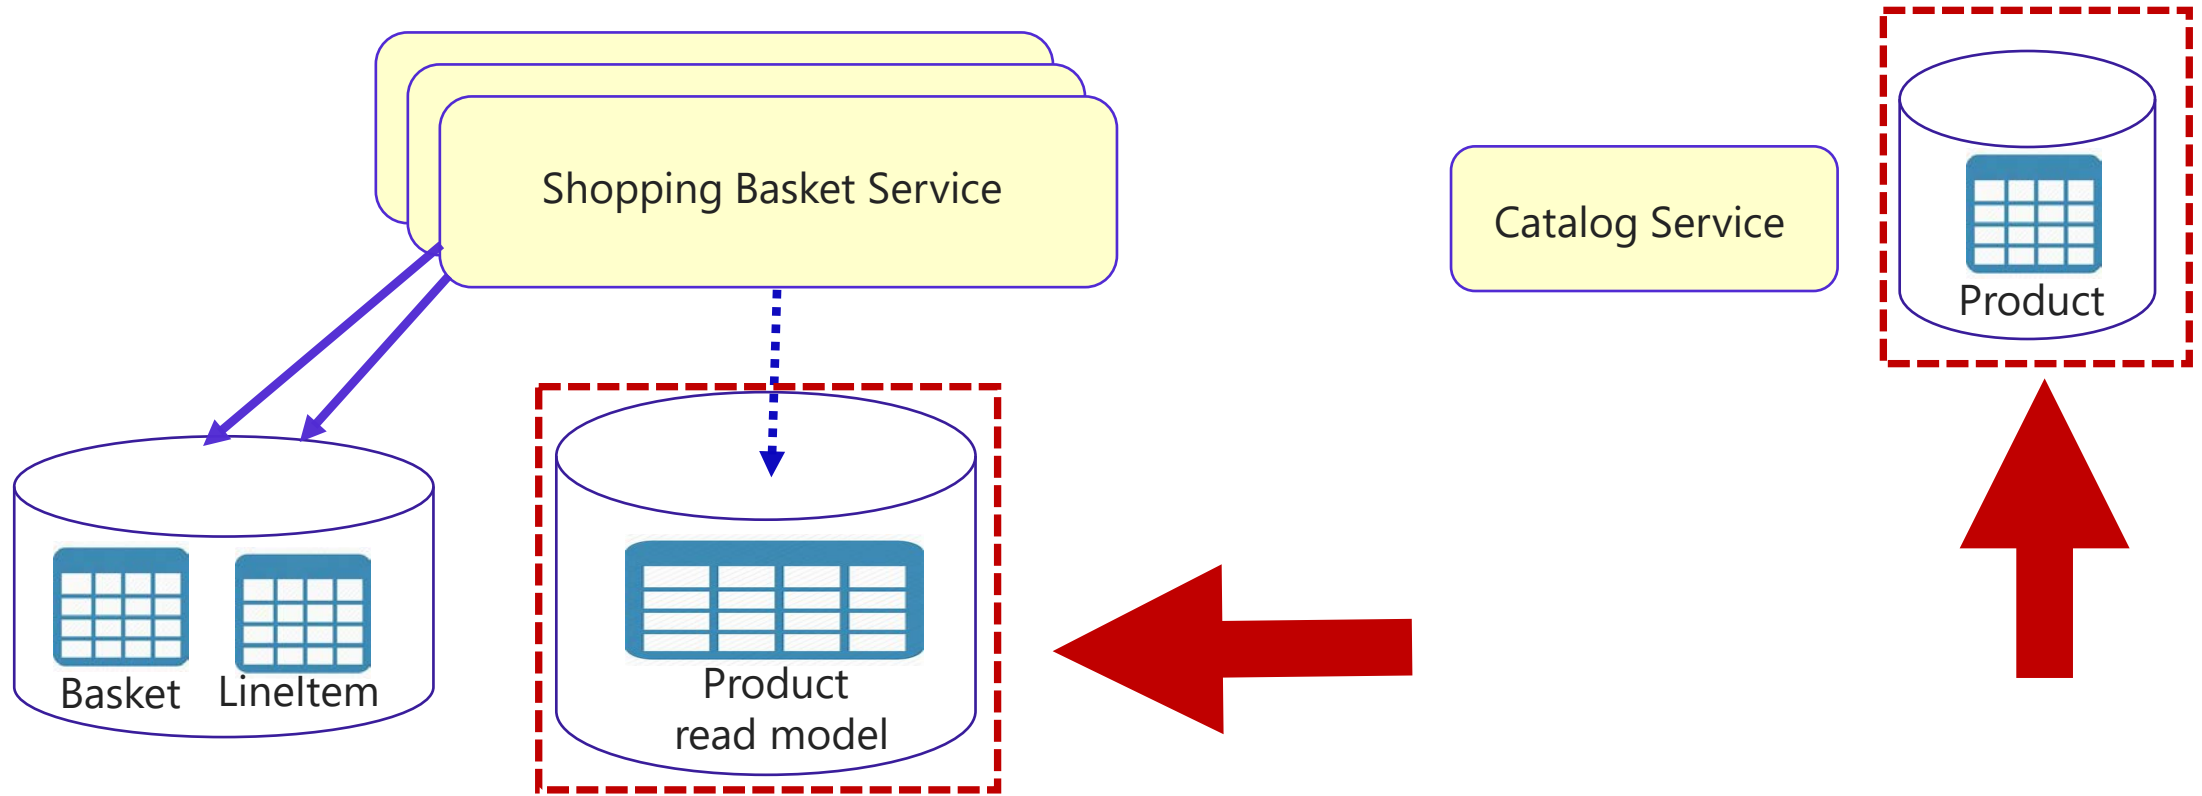 Shopping Basket Service
Catalog Service
Product
Basket
LineItem
Product
read model